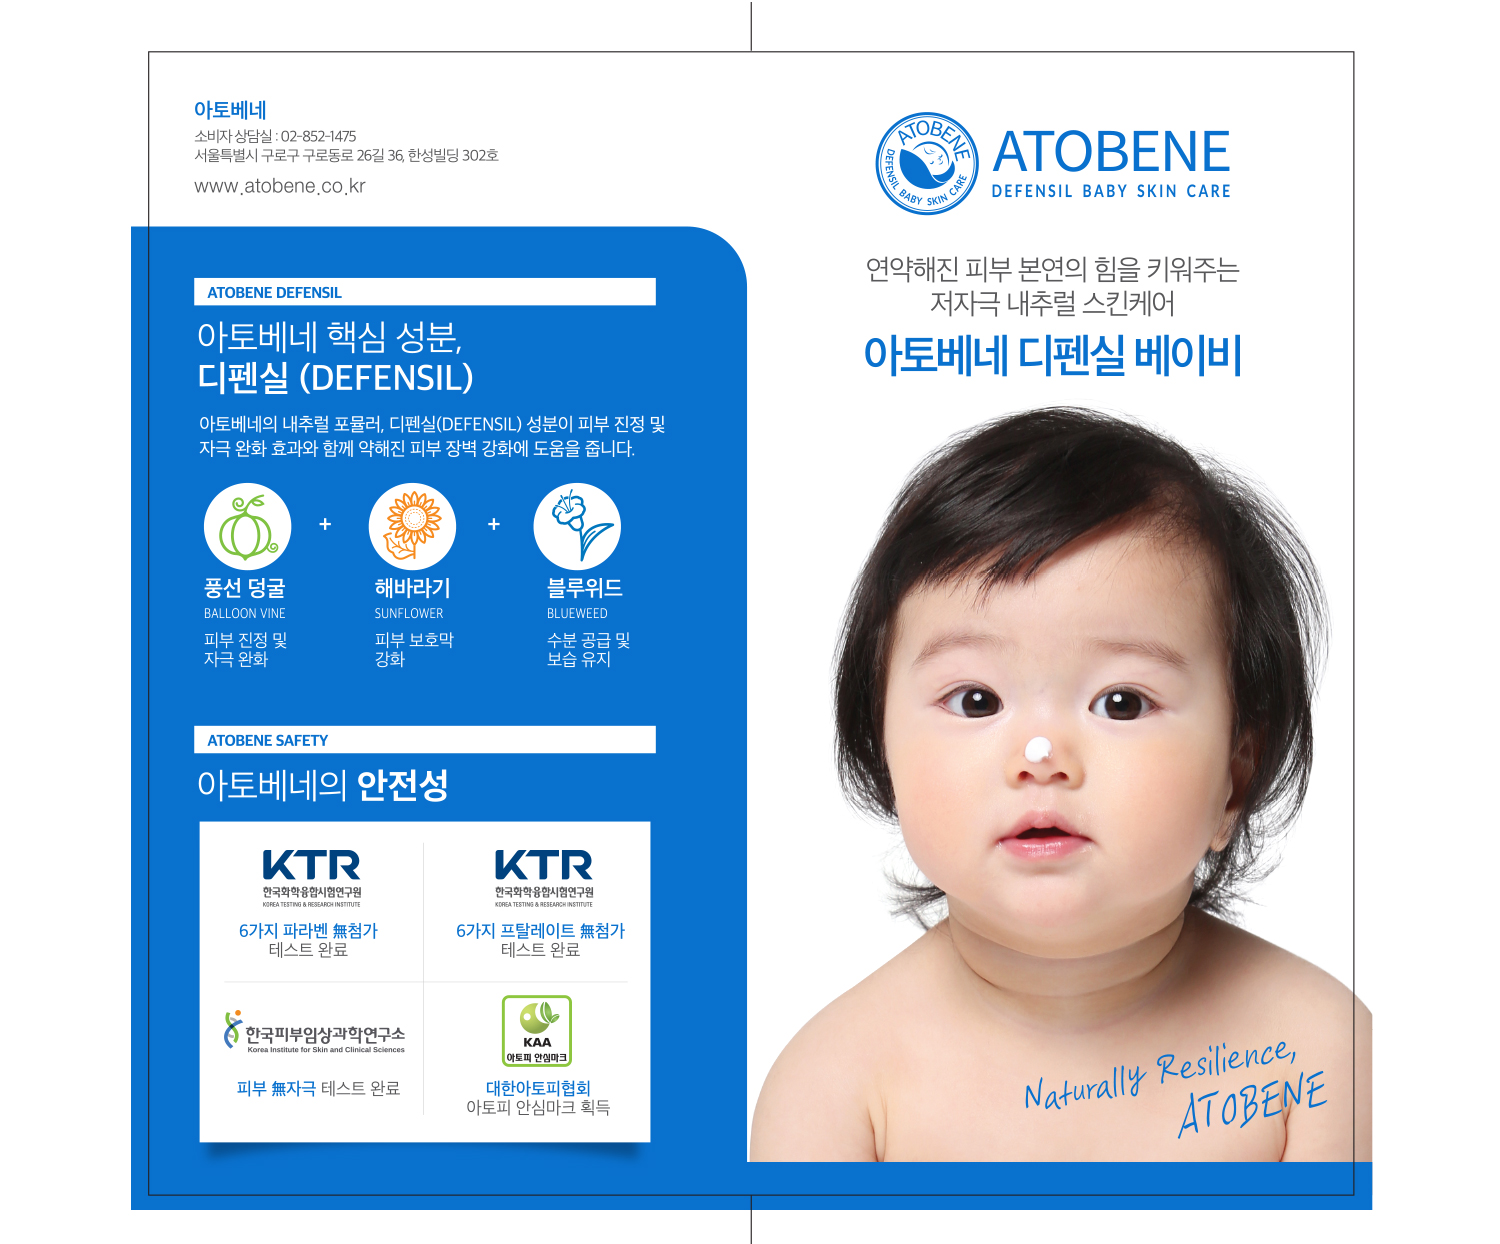 아토베네
소비자 상담실 : 02-852-1475
서울특별시 구로구 구로동로 26길 36, 한성빌딩 302호
www.atobene.co.kr
ATOBENE DEFENSIL
아토베네 핵심 성분,
디펜실 (DEFENSIL)
아토베네의 내추럴 포뮬러, 디펜실(DEFENSIL) 성분이 피부 진정 및
자극 완화 효과와 함께 약해진 피부 장벽 강화에 도움을 줍니다.
+ +
풍선 덩굴 해바라기 블루위드
BALLOON VINE SUNFLOWER BLUEWEED
피부 진정 및 피부 보호막 수분 공급 및
자극 완화 강화 보습 유지
ATOBENE SAFETY
아토베네의 안전성
KTR
한국화학융합시험연구원
KOREA TESTING & RESEARCH INSTITUTE
6가지 파라벤 無첨가
테스트 완료
KTR
한국화학융합시험연구원
KOREA TESTING & RESEARCH INSTITUTE
6가지 프탈레이트 無첨가
테스트 완료
한국피부임상과학연구소
Korea Institute for Skin and Clinical Sciences
피부 無자극 테스트 완료
KAA
아토피 안심마크
대한아토피협회
아토피 안심마크 획득
ATOBENE
DEFENSIL BABY SKIN CARE
ATOBENE
DEFENSIL BABY SKIN CARE
연약해진 피부 본연의 힘을 키워주는
저자극 내추럴 스킨케어
아토베네 디펜실 베이비
Naturally Resilience,
ATOBENE